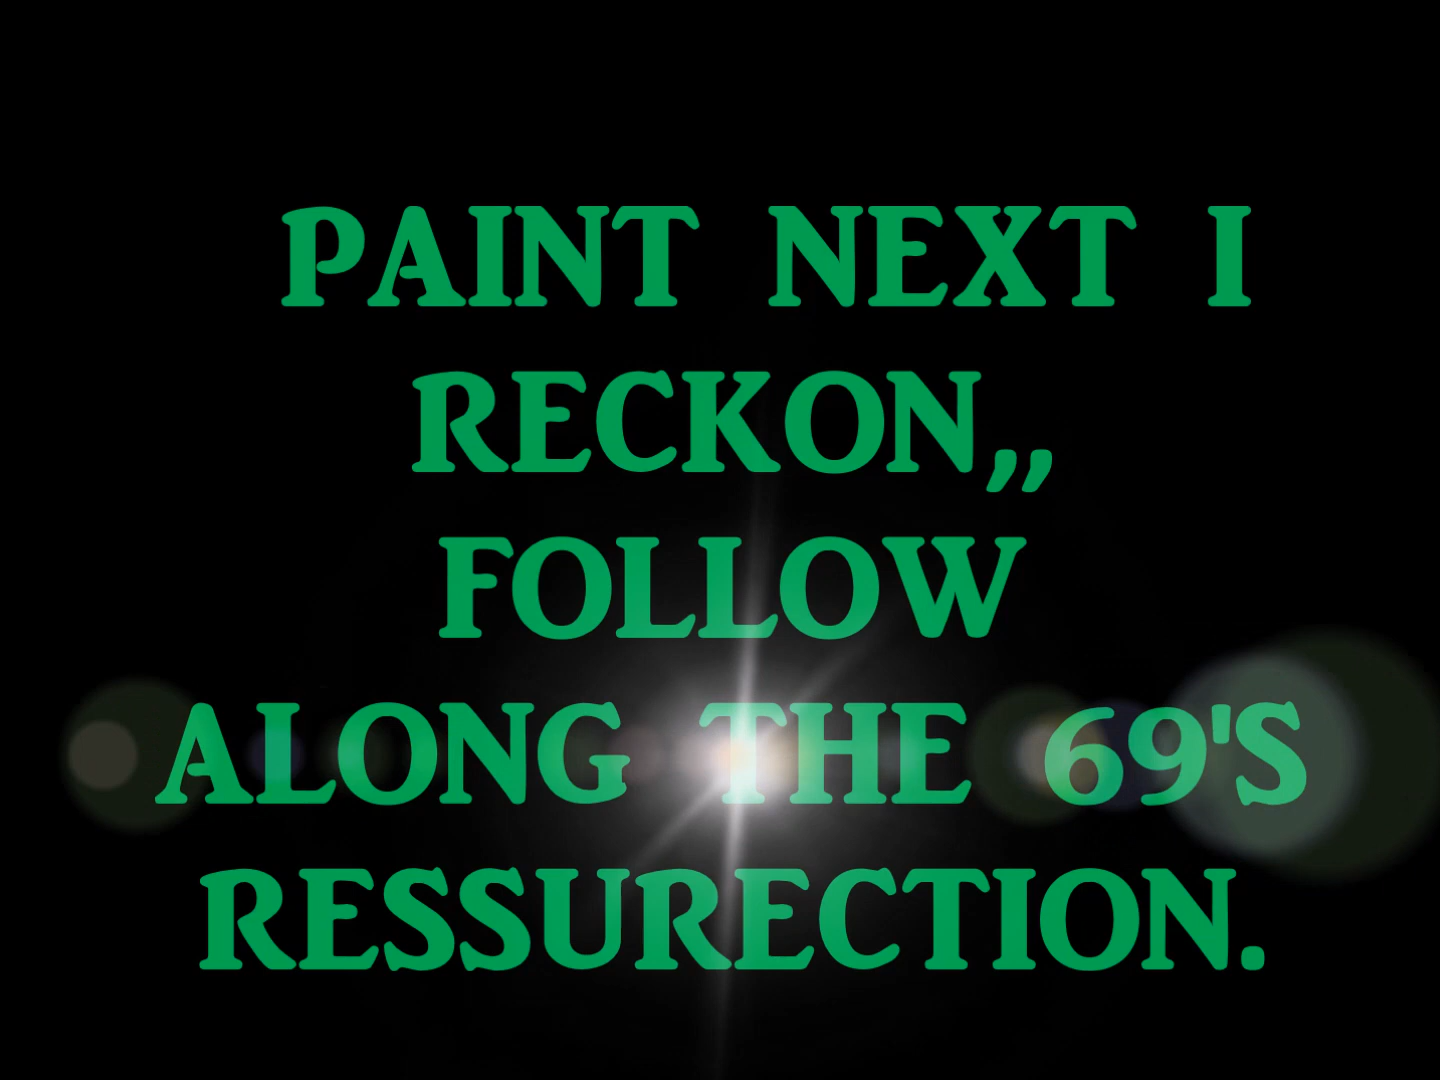 PAINT NEXT I
RECKON,,
FOLLOW
ALONG THE 69'S
RESSURECTION.